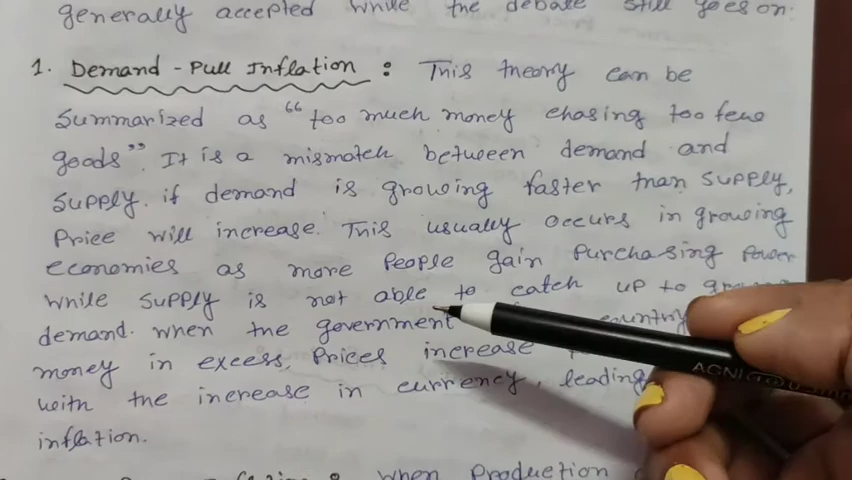 generally accepted while the debate still goes on.
1. Demand-Pull Inflation : This theory can be
Summarized as "too much money chasing too few
goods". It is a mismatch between demand and
Supply. if demand is growing faster than Supply,
Price will increase. This usually occurs in growing
economies as more People gain Purchasing Power
while supply is not able to catch up to
demand. when the government country
money in excess, Prices increase
with the increase in currency, leading
inflation.
when Production
AGNI